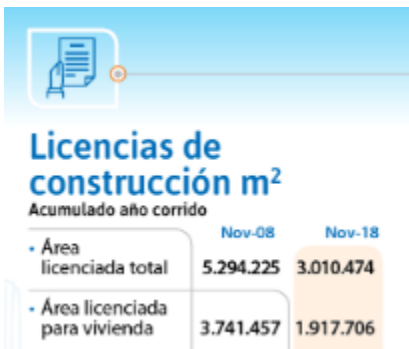 Licencias de
construcción m²
Acumulado año corrido
Nov-08 Nov-18
• Área
licenciada total 5.294.225 3.010.474
• Área licenciada
para vivienda 3.741.457 1.917.706